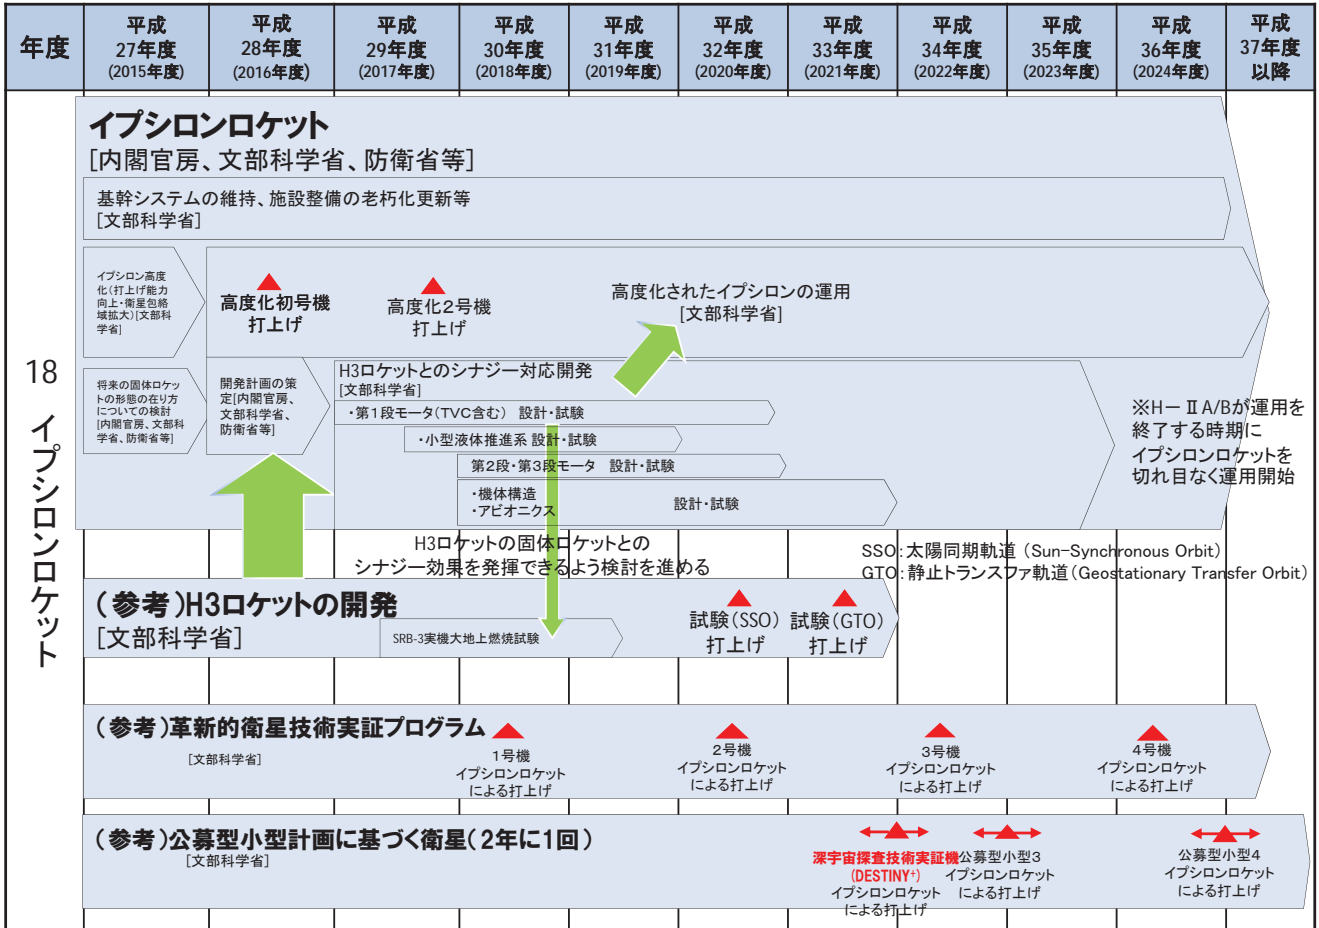 年度
平成
27年度
(2015年度)
平成
28年度
(2016年度)
平成
29年度
(2017年度)
平成
30年度
(2018年度)
平成
31年度
(2019年度)
平成
32年度
(2020年度)
平成
33年度
(2021年度)
平成
34年度
(2022年度)
平成
35年度
(2023年度)
平成
36年度
(2024年度)
平成
37年度
以降
18 イプシロンロケット
イプシロンロケット
[内閣官房、文部科学省、防衛省等]
基幹システムの維持、施設整備の老朽化更新等
[文部科学省]
イプシロン高度
化(打上げ能力
向上・衛星包絡
域拡大)[文部科
学省]
高度化初号機
打上げ
高度化2号機
打上げ
高度化されたイプシロンの運用
[文部科学省]
将来の固体ロケッ
トの形態の在り方
についての検討
[内閣官房、文部科
学省、防衛省等]
開発計画の策
定[内閣官房、
文部科学省、
防衛省等]
H3ロケットとのシナジー対応開発
[文部科学省]
・第1段モータ(TVC含む) 設計・試験
・小型液体推進系 設計・試験
第2段・第3段モータ 設計・試験
・機体構造
・アビオニクス
設計・試験
※H-ⅡA/Bが運用を
終了する時期に
イプシロンロケットを
切れ目なく運用開始
H3ロケットの固体ロケットとの
シナジー効果を発揮できるよう検討を進める
SSO:太陽同期軌道 (Sun-Synchronous Orbit)
GTO:静止トランスファ軌道(Geostationary Transfer Orbit)
(参考)H3ロケットの開発
[文部科学省]
SRB-3実機大地上燃焼試験
試験(SSO)
打上げ
試験(GTO)
打上げ
(参考)革新的衛星技術実証プログラム
[文部科学省]
1号機
イプシロンロケット
による打上げ
2号機
イプシロンロケット
による打上げ
3号機
イプシロンロケット
による打上げ
4号機
イプシロンロケット
による打上げ
(参考)公募型小型計画に基づく衛星(2年に1回)
[文部科学省]
深宇宙探査技術実証機
(DESTINY+)
イプシロンロケット
による打上げ
公募型小型3
イプシロンロケット
による打上げ
公募型小型4
イプシロンロケット
による打上げ